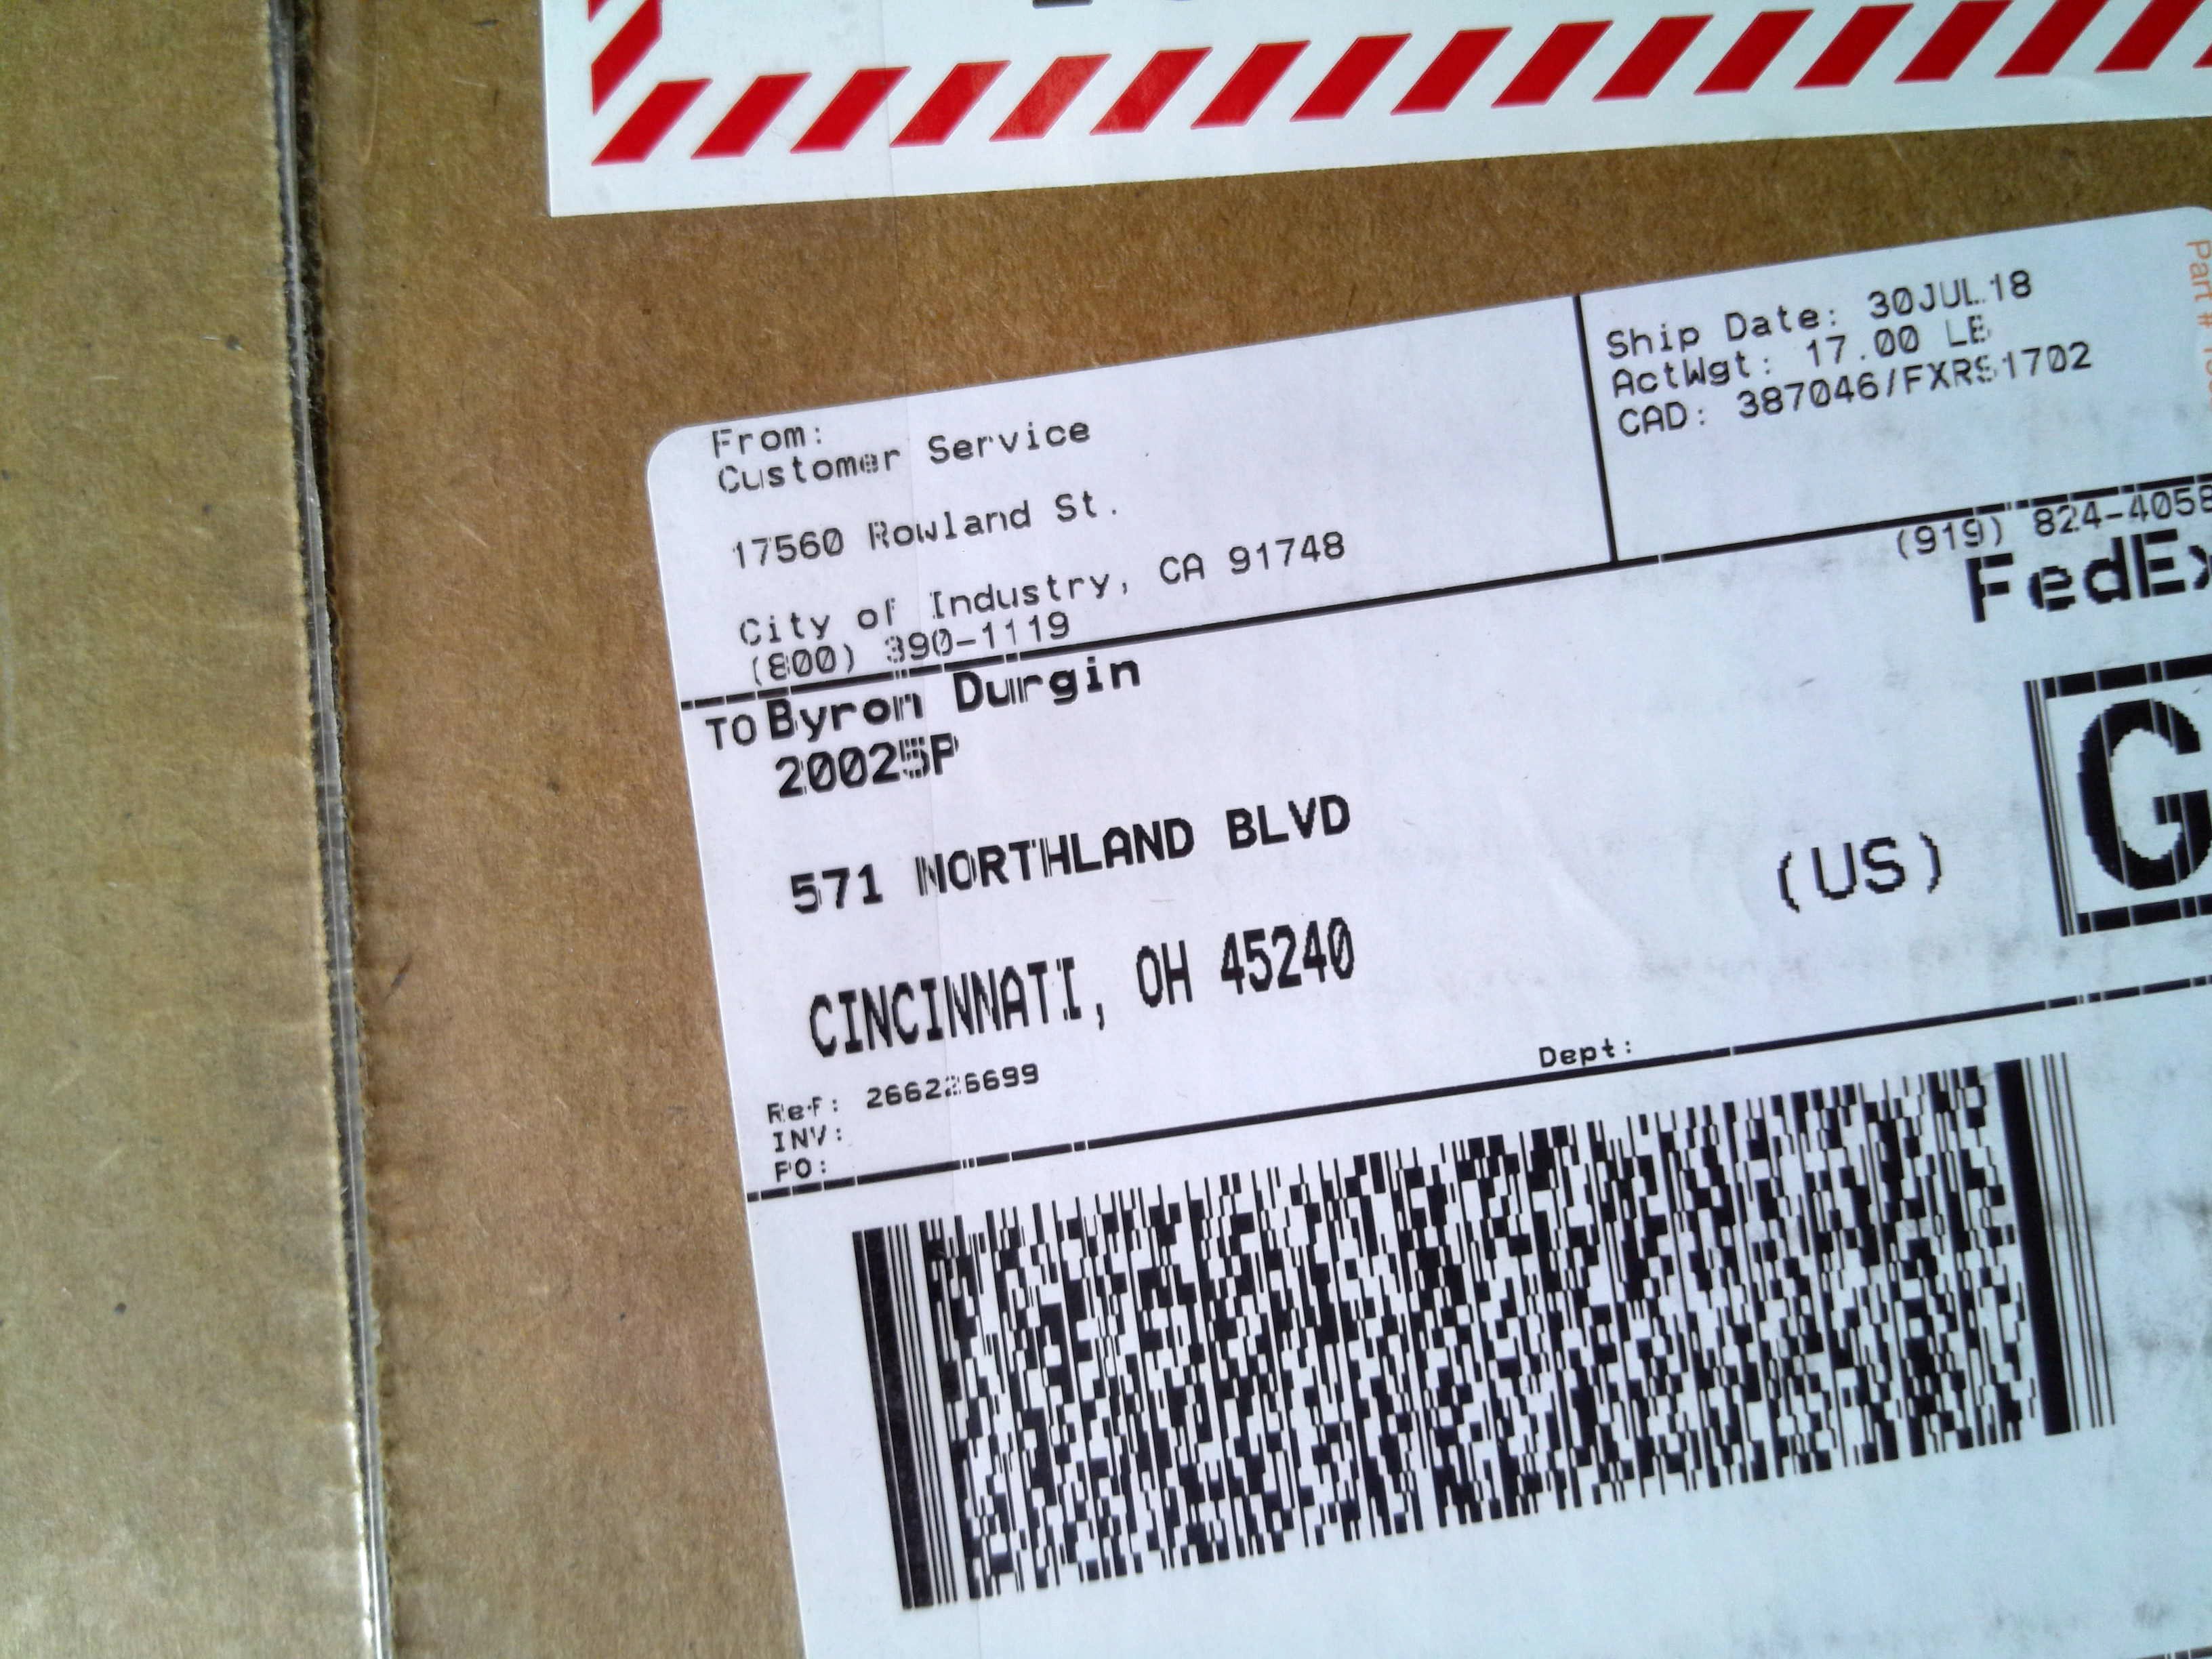 From:
Customer Service
17560 Rowland St.
City of Industry, CA 91748
(800) 390-1119
Ship Date: 30JUL18
ActWgt: 17.00 LB
CAD: 387046/FXRS1702
(919) 824-4058
TO Byron Durgin
20025P
571 NORTHLAND BLVD
CINCINNATI, OH 45240
(US)
FedEx
G
Ref: 266226699
INV:
PO:
Dept:
Part #